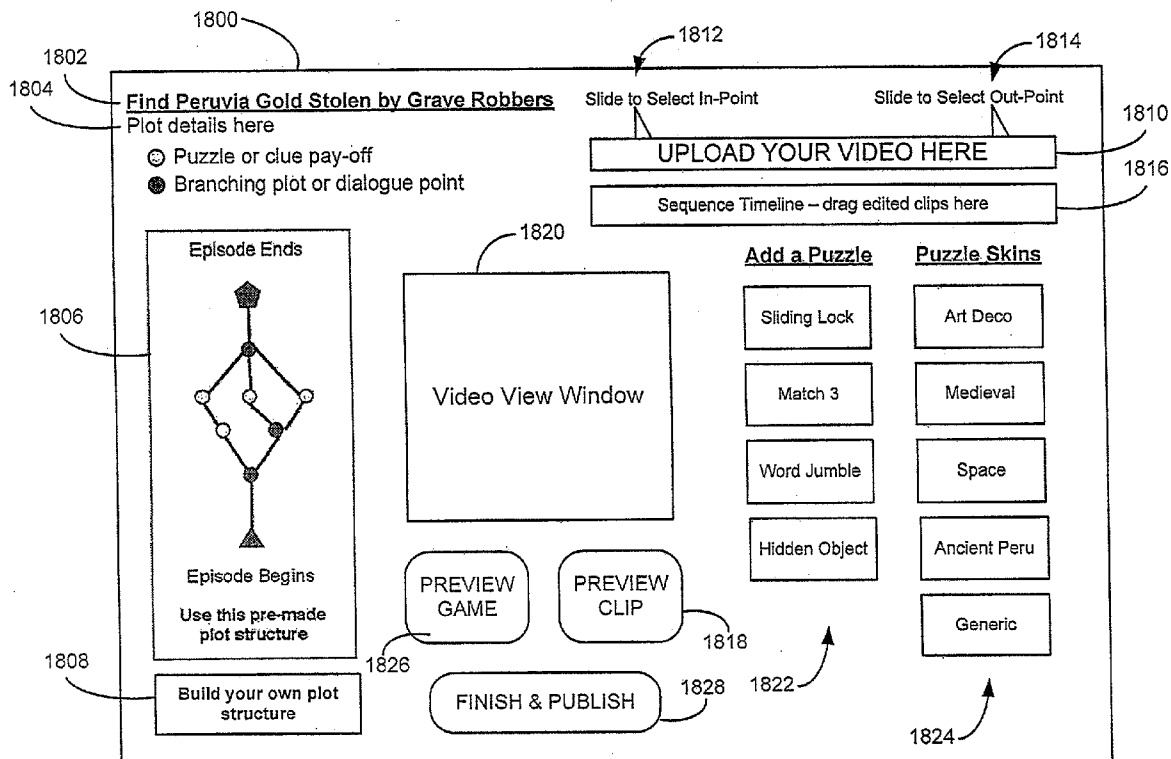 1800
1812
1814
1802
1804
Find Peruvia Gold Stolen by Grave Robbers
Plot details here
Puzzle or clue pay-off
Branching plot or dialogue point
Slide to Select In-Point
Slide to Select Out-Point
1810
UPLOAD YOUR VIDEO HERE
1816
Sequence Timeline – drag edited clips here
1806
Episode Ends
Episode Begins
Use this pre-made
plot structure
1808
Build your own plot
structure
1820
Video View Window
PREVIEW
GAME
1826
PREVIEW
CLIP
1818
FINISH & PUBLISH
1828
Add a Puzzle
Sliding Lock
Match 3
Word Jumble
Hidden Object
1822
Puzzle Skins
Art Deco
Medieval
Space
Ancient Peru
Generic
1824